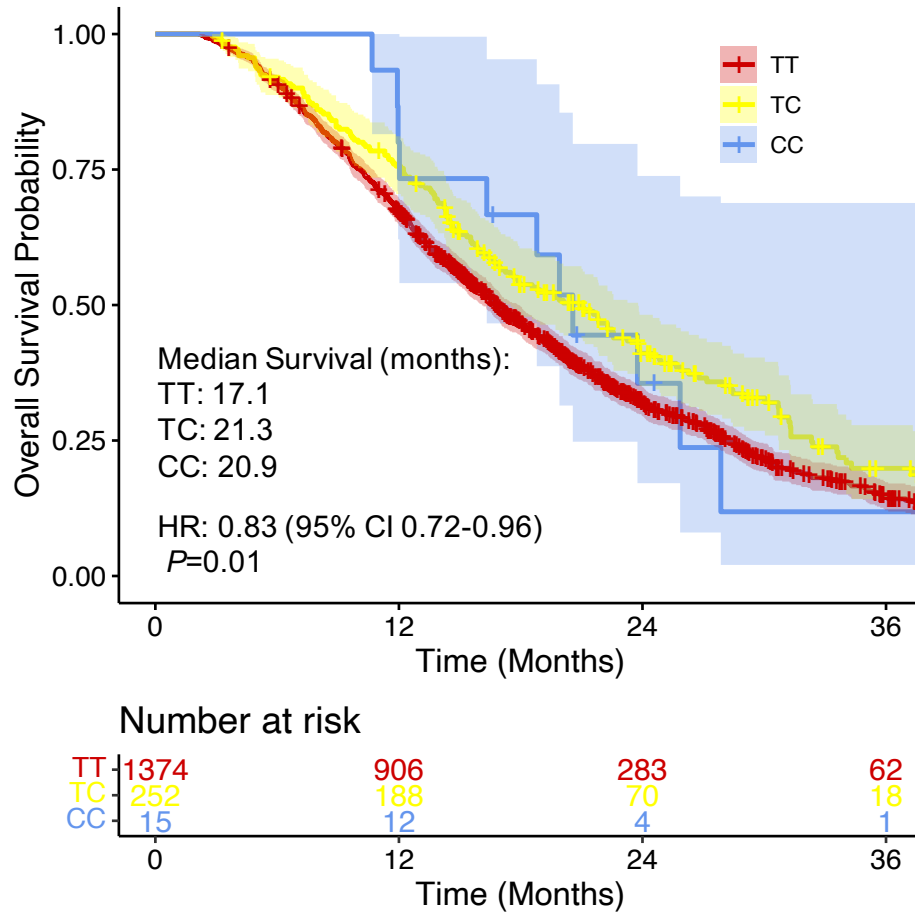 Overall Survival Probability
1.00
0.75
0.50
0.25
0.00
TT
TC
CC
Median Survival (months):
TT: 17.1
TC: 21.3
CC: 20.9
HR: 0.83 (95% CI 0.72-0.96)
P=0.01
0 12 24 36
Time (Months)
Number at risk
TT 1374 906 283 62
TC 252 188 70 18
CC 15 12 4 1
0 12 24 36
Time (Months)